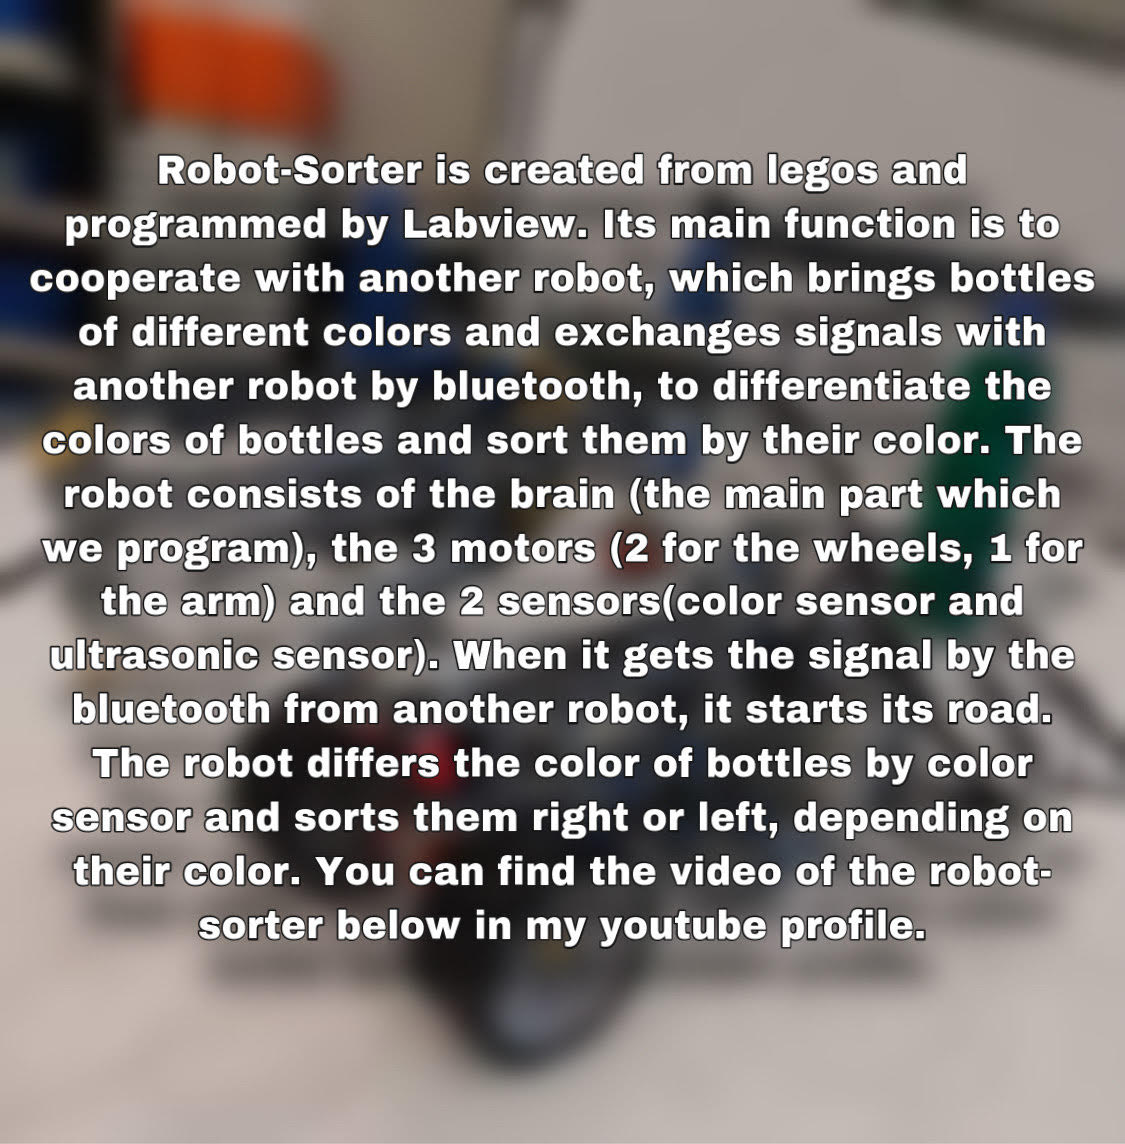 Robot-Sorter is created from legos and
programmed by Labview. Its main function is to
cooperate with another robot, which brings bottles
of different colors and exchanges signals with
another robot by bluetooth, to differentiate the
colors of bottles and sort them by their color. The
robot consists of the brain (the main part which
we program), the 3 motors (2 for the wheels, 1 for
the arm) and the 2 sensors(color sensor and
ultrasonic sensor). When it gets the signal by the
bluetooth from another robot, it starts its road.
The robot differs the color of bottles by color
sensor and sorts them right or left, depending on
their color. You can find the video of the robot-
sorter below in my youtube profile.